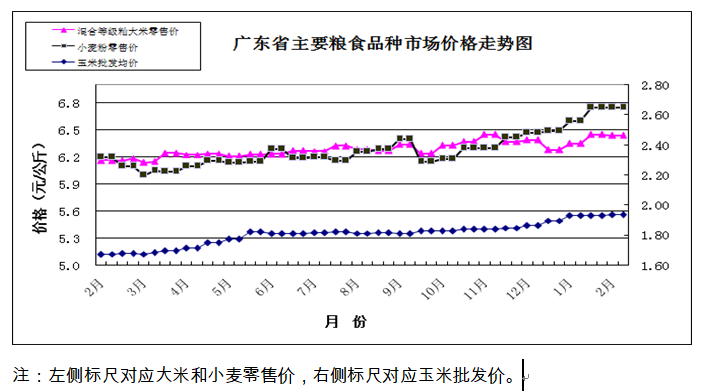 混合等级籼大米零售价
小麦粉零售价
玉米批发均价
广东省主要粮食品种市场价格走势图
价格（元/公斤）
6.8
6.5
6.2
5.9
5.6
5.3
5.0
2.80
2.60
2.40
2.20
2.00
1.80
1.60
2月
3月
4月
5月
6月
7月
8月
9月
10月
11月
12月
1月
2月
月 份
注：左侧标尺对应大米和小麦零售价，右侧标尺对应玉米批发价。